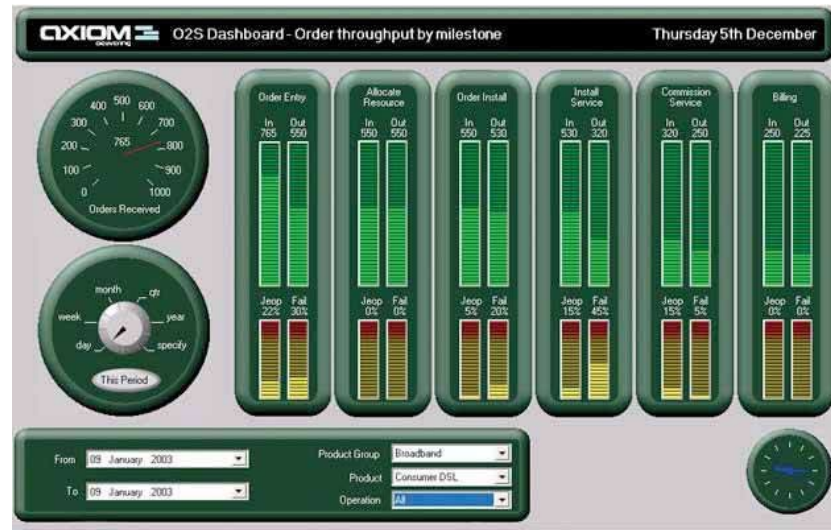 AXIOM O2S Dashboard - Order throughput by milestone Thursday 5th December
0 100 200 300 400 500 600 700 800 900 1000
765
Orders Received
day week month qtr year specify
This Period
Order Entry
In Out
765 550
Jeop Fail
22% 30%
Allocate
Resource
In Out
550 550
Jeop Fail
0% 0%
Order Install
In Out
550 530
Jeop Fail
5% 20%
Install
Service
In Out
530 320
Jeop Fail
15% 45%
Commission
Service
In Out
320 250
Jeop Fail
15% 5%
Billing
In Out
250 225
Jeop Fail
0% 0%
From 09 January 2003
To 09 January 2003
Product Group Broadband
Product Consumer DSL
Operation All